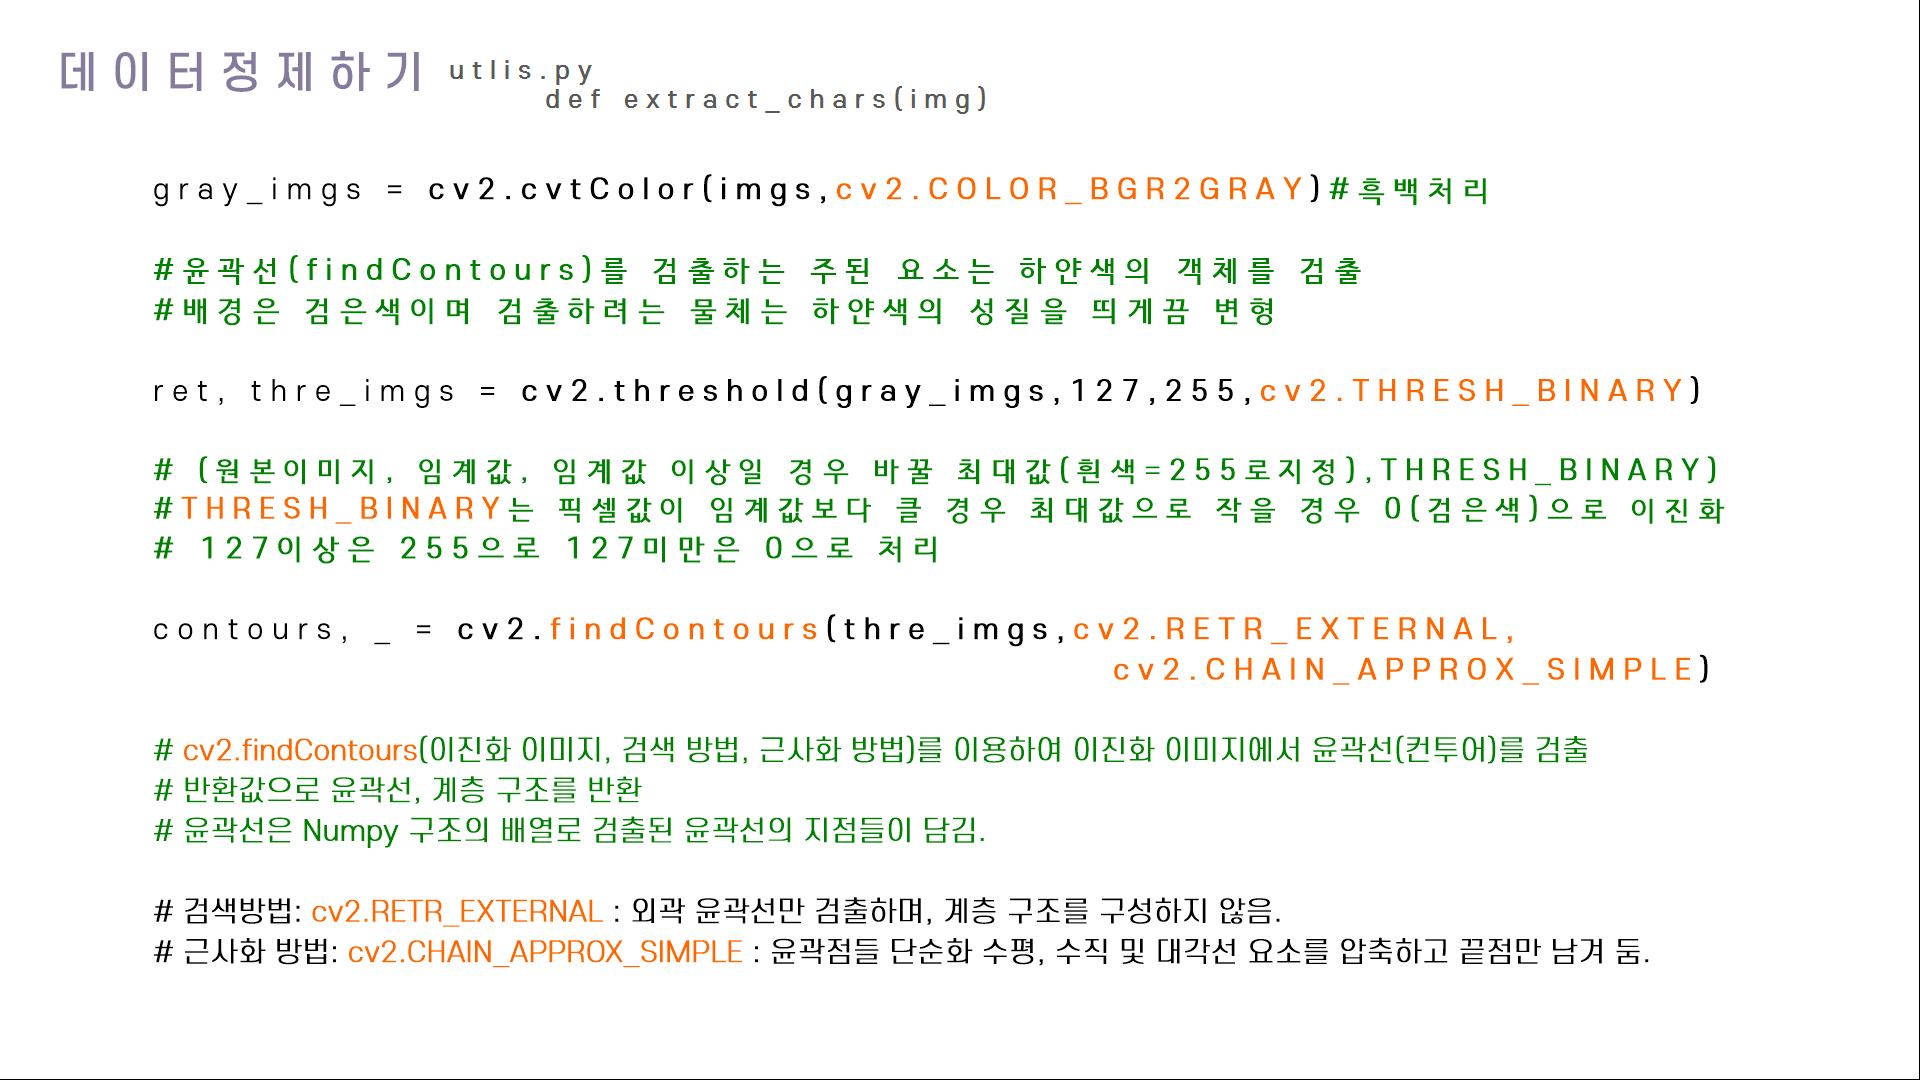 데이터정제하기 utlis.py
def extract_chars(img)
gray_imgs = cv2.cvtColor(imgs,cv2.COLOR_BGR2GRAY)#흑백처리
#윤곽선(findContours)를 검출하는 주된 요소는 하얀색의 객체를 검출
#배경은 검은색이며 검출하려는 물체는 하얀색의 성질을 띄게끔 변형
ret, thre_imgs = cv2.threshold(gray_imgs,127,255,cv2.THRESH_BINARY)
# (원본이미지, 임계값, 임계값 이상일 경우 바꿀 최대값(흰색=255로지정),THRESH_BINARY)
#THRESH_BINARY는 픽셀값이 임계값보다 클 경우 최대값으로 작을 경우 0(검은색)으로 이진화
# 127이상은 255으로 127미만은 0으로 처리
contours, _ = cv2.findContours(thre_imgs,cv2.RETR_EXTERNAL,
cv2.CHAIN_APPROX_SIMPLE)
# cv2.findContours(이진화 이미지, 검색 방법, 근사화 방법)를 이용하여 이진화 이미지에서 윤곽선(컨투어)를 검출
# 반환값으로 윤곽선, 계층 구조를 반환
# 윤곽선은 Numpy 구조의 배열로 검출된 윤곽선의 지점들이 담김.
# 검색방법: cv2.RETR_EXTERNAL : 외곽 윤곽선만 검출하며, 계층 구조를 구성하지 않음.
# 근사화 방법: cv2.CHAIN_APPROX_SIMPLE : 윤곽점들 단순화 수평, 수직 및 대각선 요소를 압축하고 끝점만 남겨 둠.